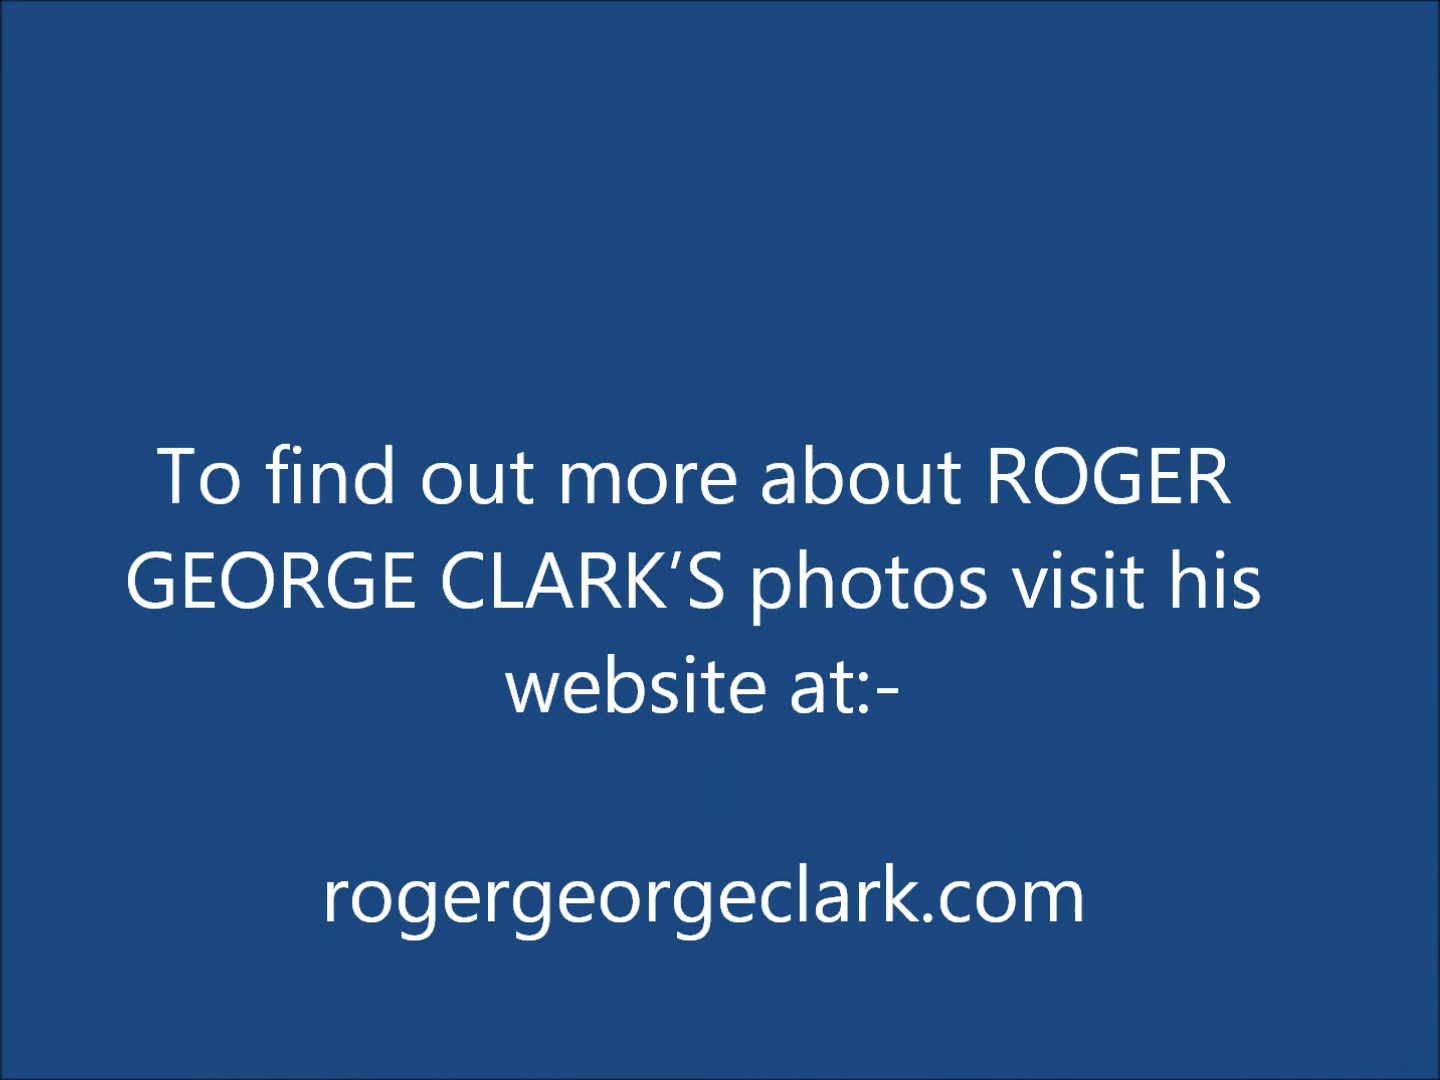 To find out more about ROGER
GEORGE CLARK’S photos visit his
website at:-
rogergeorgeclark.com